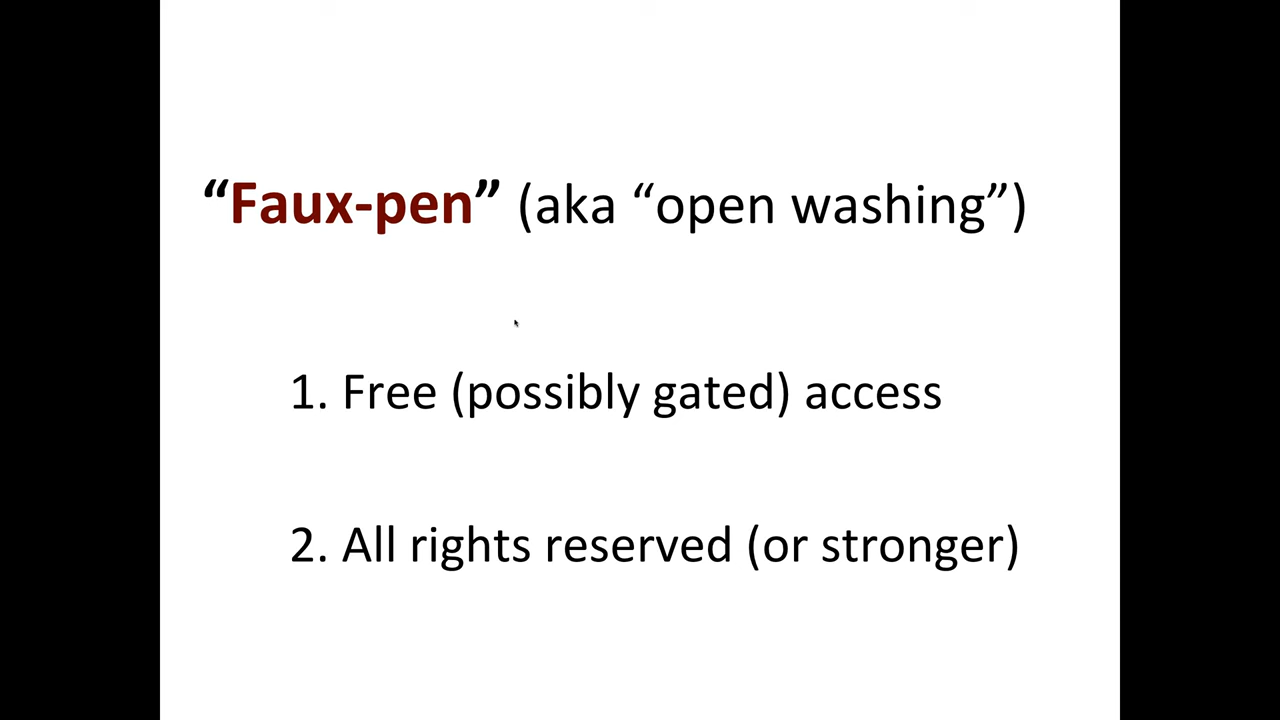 “Faux-pen” (aka “open washing”)
1. Free (possibly gated) access
2. All rights reserved (or stronger)